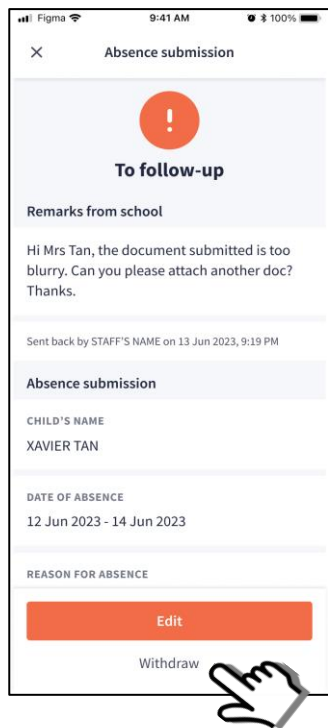 Figma 9:41 AM 100%
Absence submission
!
To follow-up
Remarks from school
Hi Mrs Tan, the document submitted is too
blurry. Can you please attach another doc?
Thanks.
Sent back by STAFF'S NAME on 13 Jun 2023, 9:19 PM
Absence submission
CHILD'S NAME
XAVIER TAN
DATE OF ABSENCE
12 Jun 2023 - 14 Jun 2023
REASON FOR ABSENCE
Edit
Withdraw